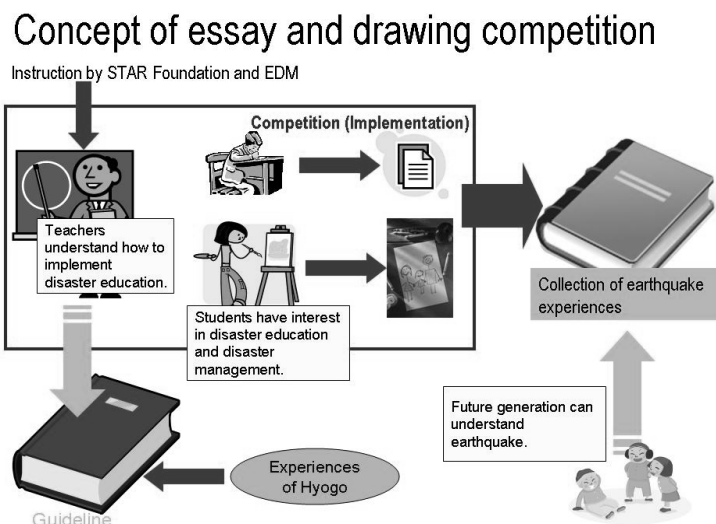 Concept of essay and drawing competition
Instruction by STAR Foundation and EDM
Competition (Implementation)
Teachers
understand how to
implement
disaster education.
Students have interest
in disaster education
and disaster
management.
Collection of earthquake
experiences
Future generation can
understand
earthquake.
Experiences
of Hyogo
Guideline